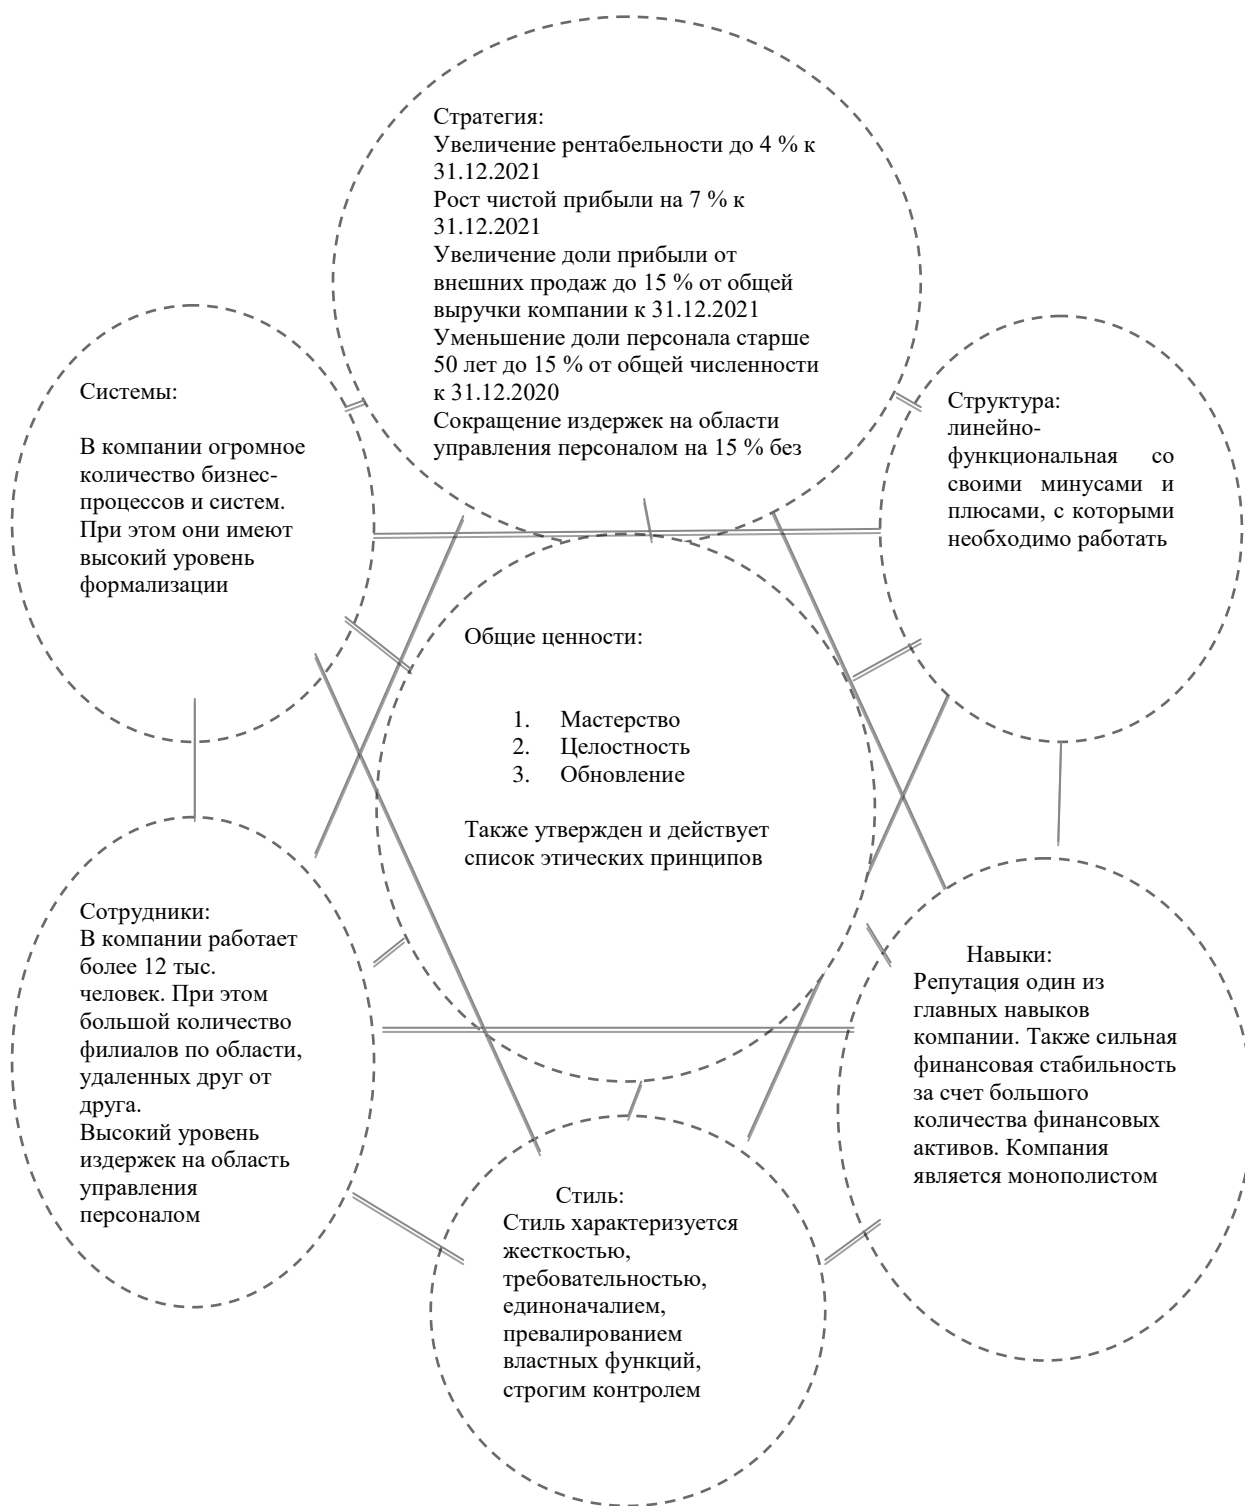 Стратегия:
Увеличение рентабельности до 4 % к
31.12.2021
Рост чистой прибыли на 7 % к
31.12.2021
Увеличение доли прибыли от
внешних продаж до 15 % от общей
выручки компании к 31.12.2021
Уменьшение доли персонала старше
50 лет до 15 % от общей численности
к 31.12.2020
Сокращение издержек на области
управления персоналом на 15 % без
Системы:
В компании огромное
количество бизнес-
процессов и систем.
При этом они имеют
высокий уровень
формализации
Структура:
линейно-
функциональная со
своими минусами и
плюсами, с которыми
необходимо работать
Общие ценности:
1. Мастерство
2. Целостность
3. Обновление
Также утвержден и действует
список этических принципов
Сотрудники:
В компании работает
более 12 тыс.
человек. При этом
большой количество
филиалов по области,
удаленных друг от
друга.
Высокий уровень
издержек на область
управления
персоналом
Навыки:
Репутация один из
главных навыков
компании. Также сильная
финансовая стабильность
за счет большого
количества финансовых
активов. Компания
является монополистом
Стиль:
Стиль характеризуется
жесткостью,
требовательностью,
единоначалием,
превалированием
властных функций,
строгим контролем